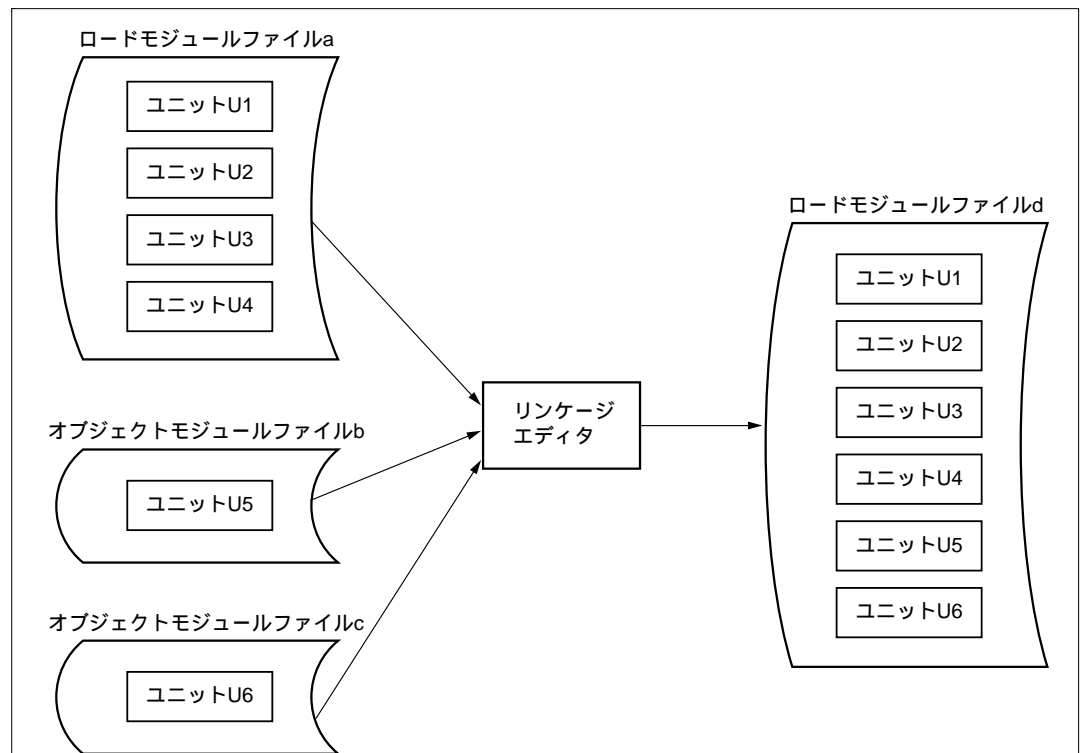 ロードモジュールファイルa
ユニットU1
ユニットU2
ユニットU3
ユニットU4
オブジェクトモジュールファイルb
ユニットU5
オブジェクトモジュールファイルc
ユニットU6
リンケージ
エディタ
ロードモジュールファイルd
ユニットU1
ユニットU2
ユニットU3
ユニットU4
ユニットU5
ユニットU6